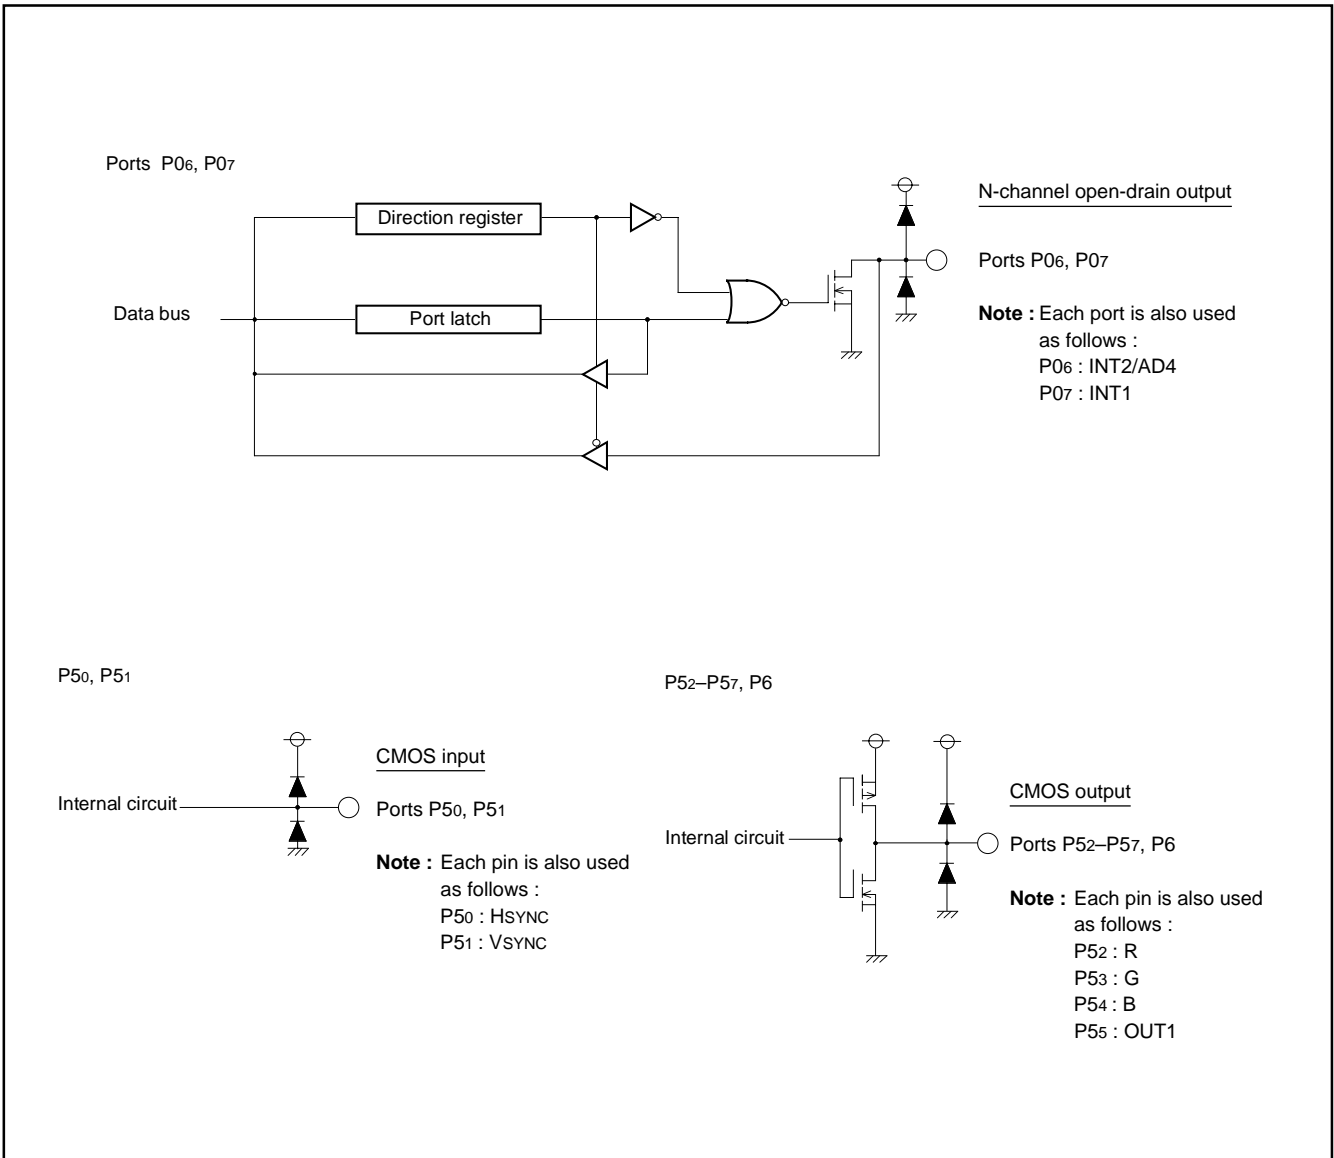 Ports P06, P07
Direction register
Data bus
Port latch
N-channel open-drain output
Ports P06, P07
Note : Each port is also used
as follows :
P06 : INT2/AD4
P07 : INT1
P50, P51
Internal circuit
CMOS input
Ports P50, P51
Note : Each pin is also used
as follows :
P50 : HSYNC
P51 : VSYNC
P52–P57, P6
Internal circuit
CMOS output
Ports P52–P57, P6
Note : Each pin is also used
as follows :
P52 : R
P53 : G
P54 : B
P55 : OUT1